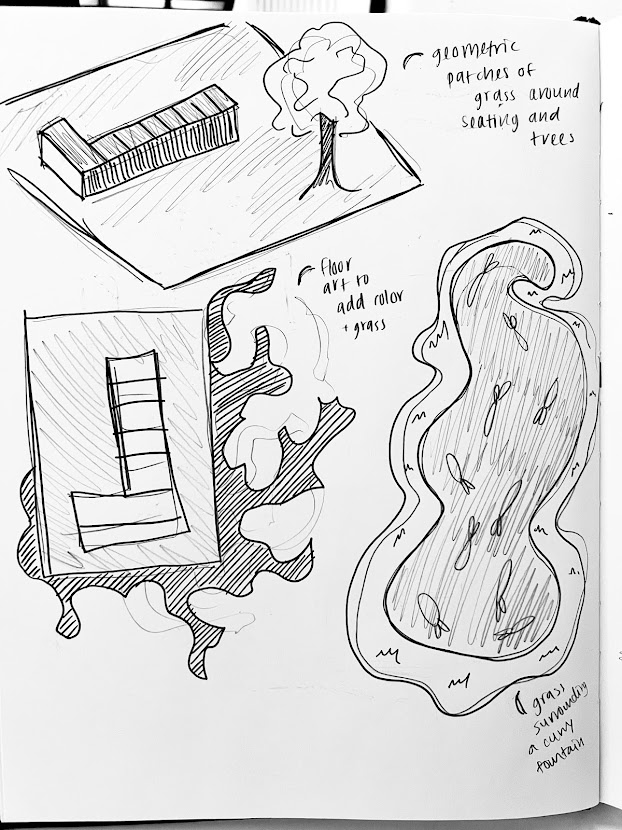 geometric
patches of
grass around
seating and
trees
floor
art to
add color
+ grass
grass
surrounding
a curvy
fountain